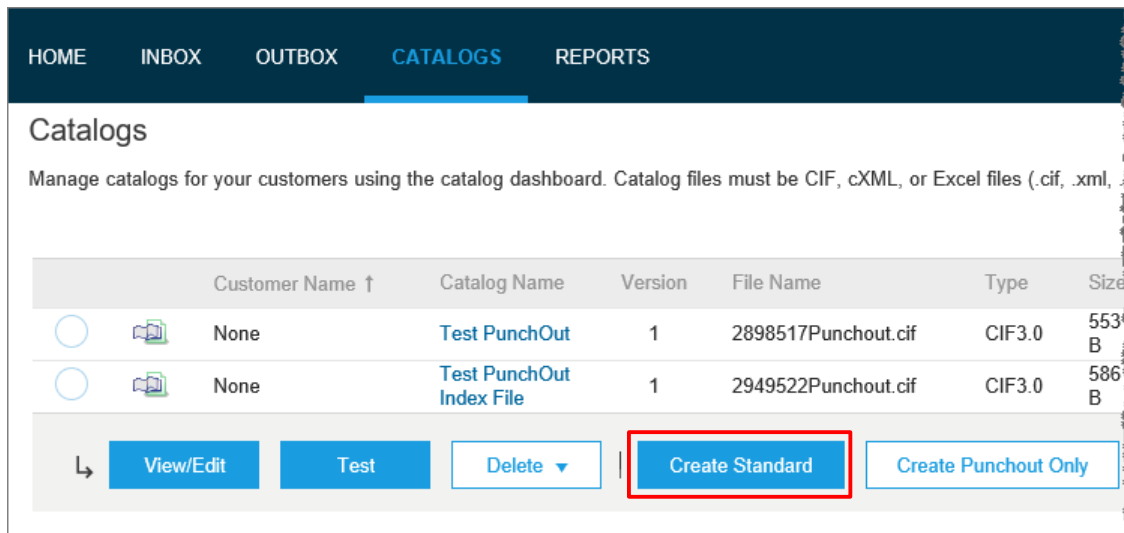 HOME INBOX OUTBOX CATALOGS REPORTS
Catalogs
Manage catalogs for your customers using the catalog dashboard. Catalog files must be CIF, cXML, or Excel files (.cif, .xml,
Customer Name ↑ Catalog Name Version File Name Type Size
None Test PunchOut 1 2898517Punchout.cif CIF3.0 553 B
None Test PunchOut Index File 1 2949522Punchout.cif CIF3.0 586 B
View/Edit Test Delete ▼ Create Standard Create Punchout Only